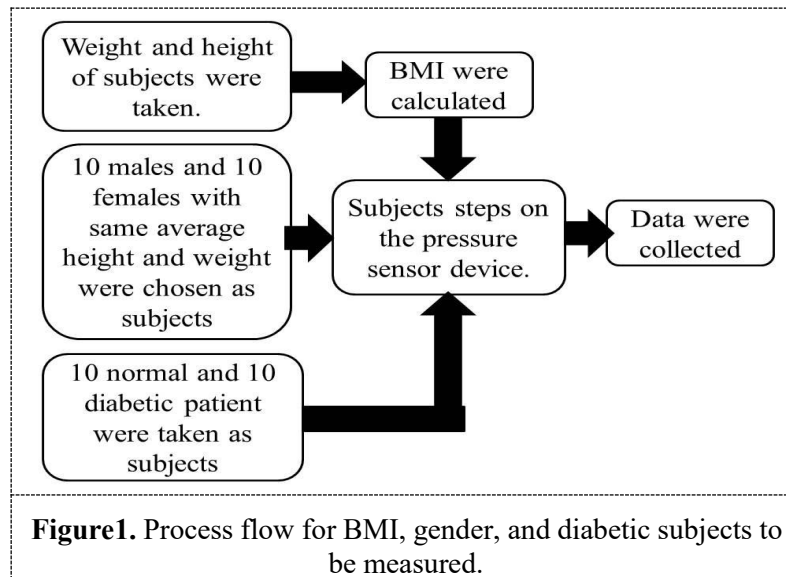 Weight and height
of subjects were
taken.
BMI were
calculated
10 males and 10
females with
same average
height and weight
were chosen as
subjects
Subjects steps on
the pressure
sensor device.
Data were
collected
10 normal and 10
diabetic patient
were taken as
subjects
Figure1. Process flow for BMI, gender, and diabetic subjects to
be measured.